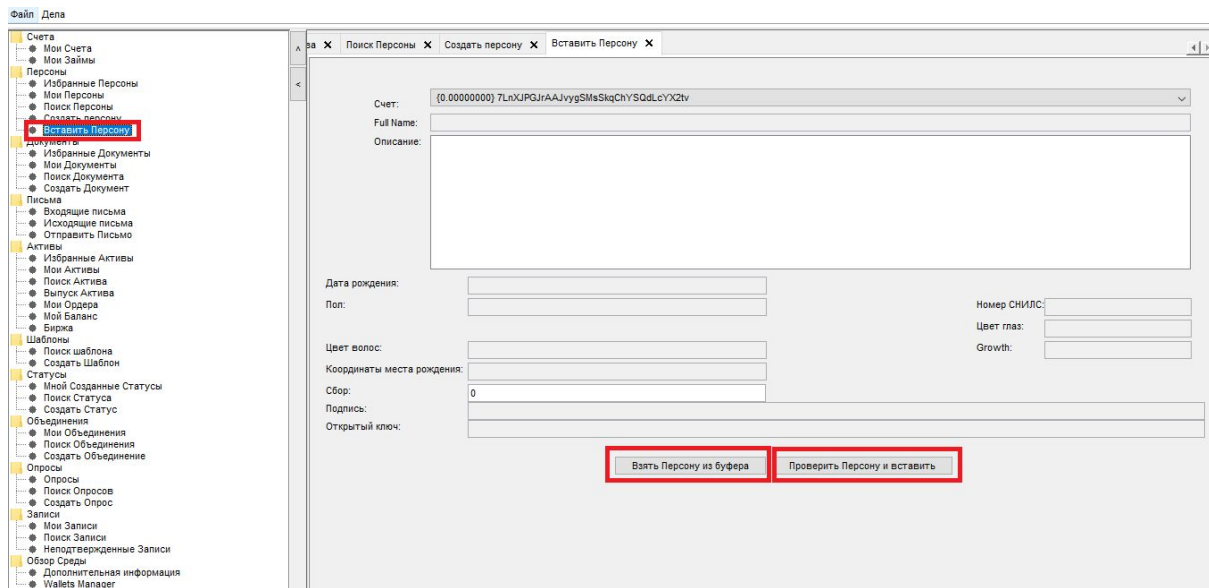 Файл Дела
Счета
Мои Счета
Мои Займы
Персоны
Избранные Персоны
Мои Персоны
Поиск Персоны
Создать персону
Вставить Персону
Документы
Избранные Документы
Мои Документы
Поиск Документа
Создать Документ
Письма
Входящие письма
Исходящие письма
Отправить Письмо
Активы
Избранные Активы
Мои Активы
Поиск Актива
Выпуск Актива
Мои Ордера
Мой Баланс
Биржа
Шаблоны
Поиск шаблона
Создать Шаблон
Статусы
Мной Созданные Статусы
Поиск Статуса
Создать Статус
Объединения
Мои Объединения
Поиск Объединения
Создать Объединение
Опросы
Опросы
Поиск Опросов
Создать Опрос
Записи
Мои Записи
Поиск Записи
Неподтвержденные Записи
Обзор Среды
Дополнительная информация
Wallets Manager
ва X Поиск Персоны X Создать персону X Вставить Персону X
Счет: {0.00000000} 7LnXJPGJrAAJvygSMsSkqChYSQdLcYX2tv
Full Name:
Описание:
Дата рождения:
Пол: Номер СНИЛС:
Цвет глаз:
Цвет волос: Growth:
Координаты места рождения:
Сбор: 0
Подпись:
Открытый ключ:
Взять Персону из буфера Проверить Персону и вставить